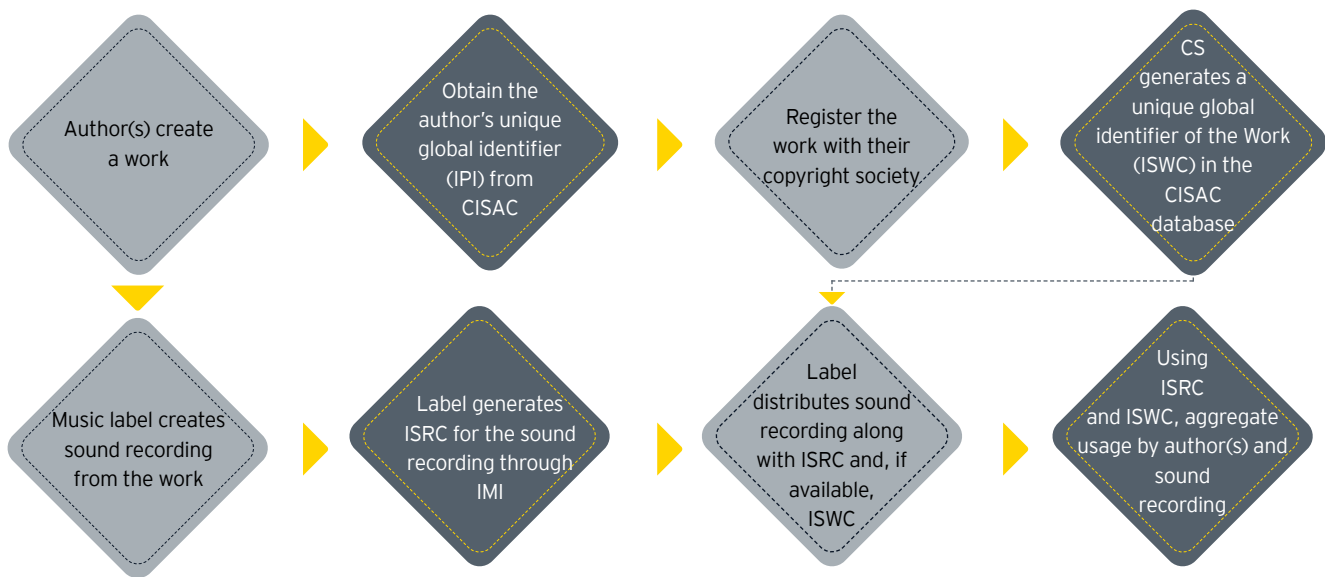 Author(s) create
a work
Obtain the
author's unique
global identifier
(IPI) from
CISAC
Register the
work with their
copyright society
CS
generates a
unique global
identifier of the Work
(ISWC) in the
CISAC
database
Music label creates
sound recording
from the work
Label generates
ISRC for the sound
recording through
IMI
Label
distributes sound
recording along
with ISRC and, if
available,
ISWC
Using
ISRC
and ISWC, aggregate
usage by author(s) and
sound
recording